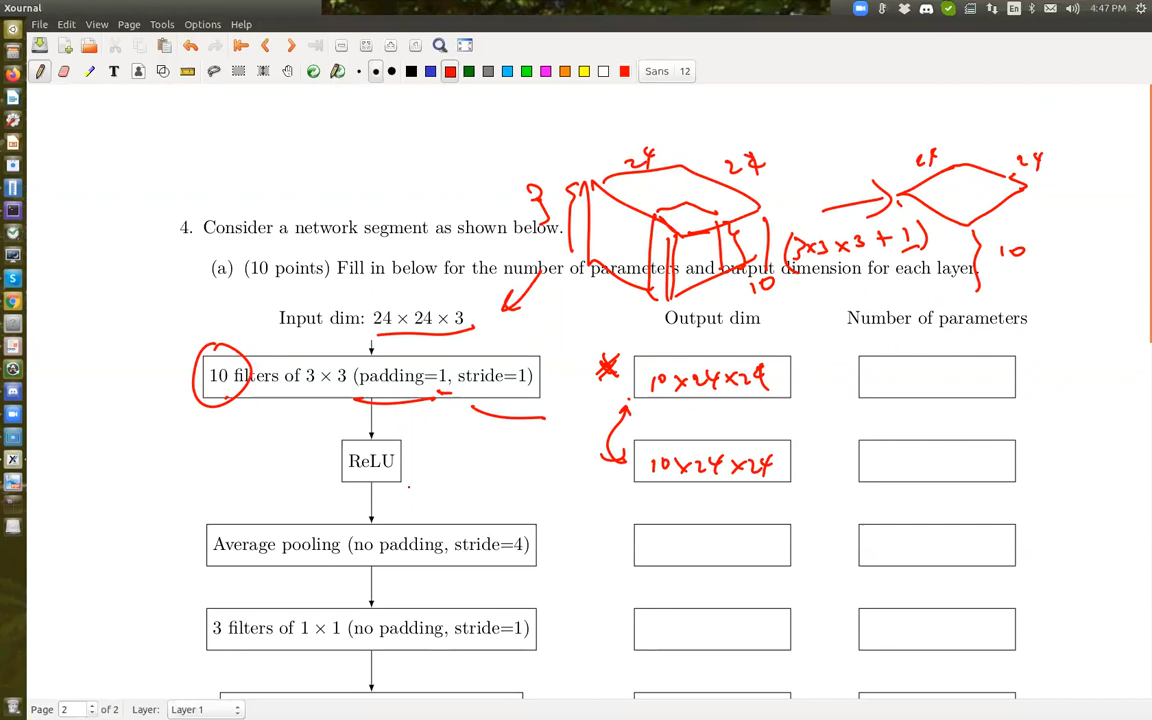 Xournal
4:47 PM
File Edit View Page Tools Options Help
En
Sans 12
24 24
24 24
3
(3×3×3+1)
10
10
4. Consider a network segment as shown below.
(a) (10 points) Fill in below for the number of parameters and output dimension for each layer.
Input dim: 24 × 24 × 3 Output dim Number of parameters
10 filters of 3 × 3 (padding=1, stride=1) 10×24×24
ReLU 10×24×24
Average pooling (no padding, stride=4)
3 filters of 1 × 1 (no padding, stride=1)
Page 2 of 2 Layer: Layer 1